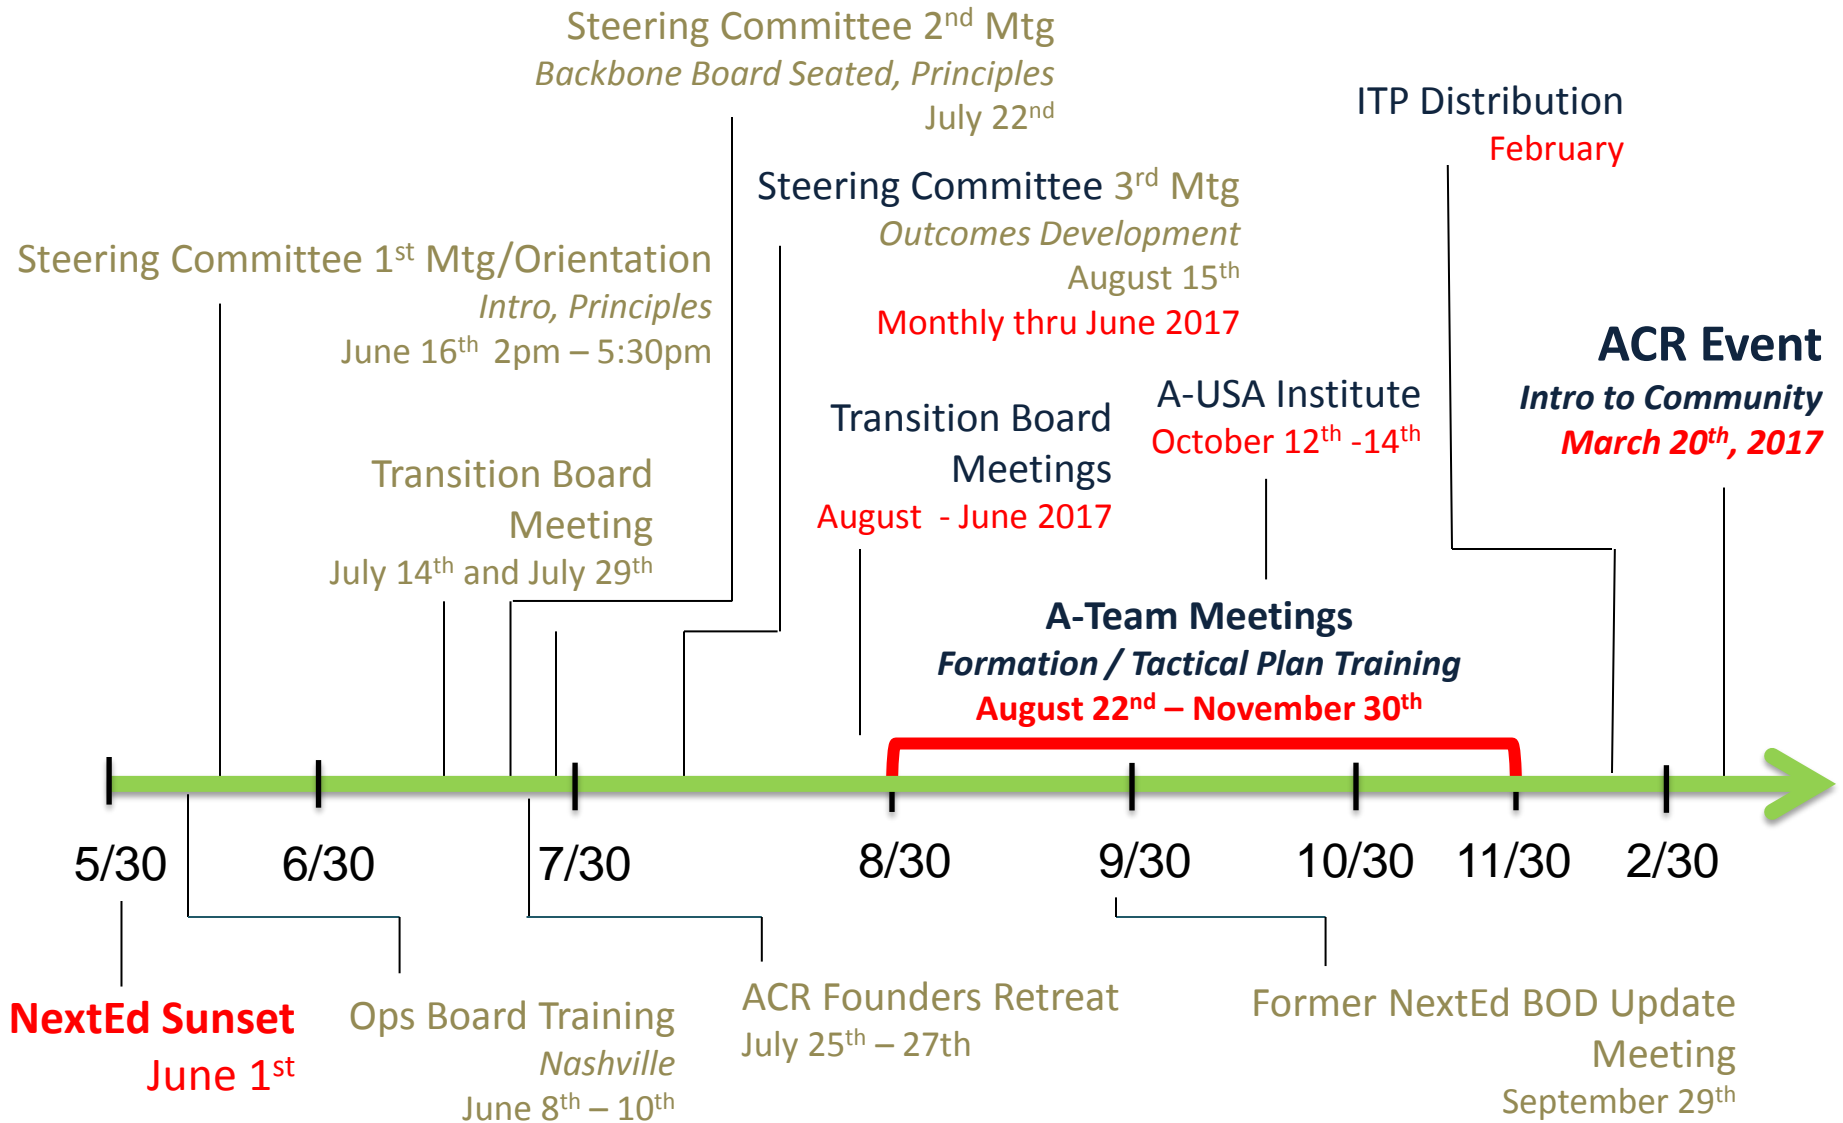 Steering Committee 2nd Mtg
Backbone Board Seated, Principles
July 22nd
ITP Distribution
February
Steering Committee 3rd Mtg
Outcomes Development
August 15th
Monthly thru June 2017
Steering Committee 1st Mtg/Orientation
Intro, Principles
June 16th 2pm – 5:30pm
ACR Event
Intro to Community
March 20th, 2017
A-USA Institute
October 12th -14th
Transition Board
Meetings
August - June 2017
Transition Board
Meeting
July 14th and July 29th
A-Team Meetings
Formation / Tactical Plan Training
August 22nd – November 30th
5/30 6/30 7/30 8/30 9/30 10/30 11/30 2/30
NextEd Sunset
June 1st
Ops Board Training
Nashville
June 8th – 10th
ACR Founders Retreat
July 25th – 27th
Former NextEd BOD Update
Meeting
September 29th